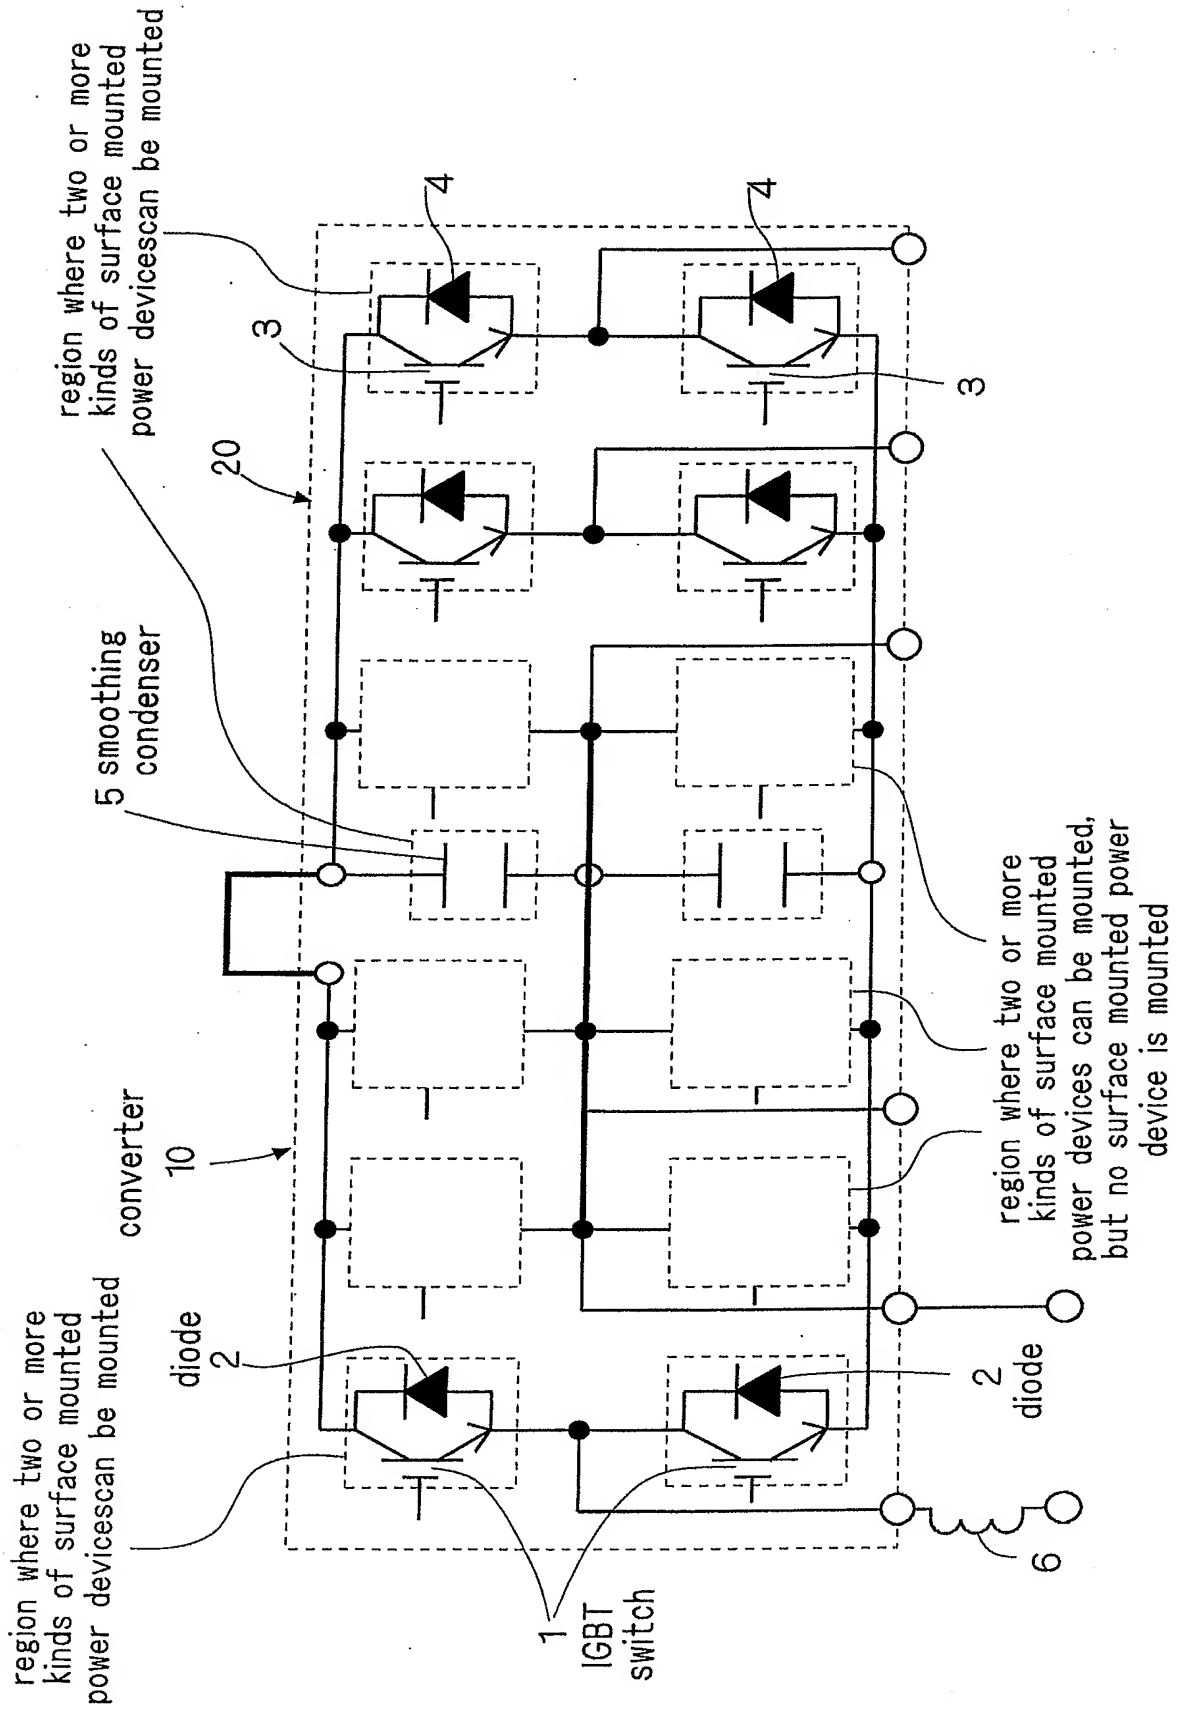 region where two or more
kinds of surface mounted
power devicescan be mounted
diode
2
converter
10
5 smoothing
condenser
20
region where two or more
kinds of surface mounted
power devicescan be mounted
3
4
4
3
1
IGBT
switch
6
2
diode
region where two or more
kinds of surface mounted
power devices can be mounted,
but no surface mounted power
device is mounted